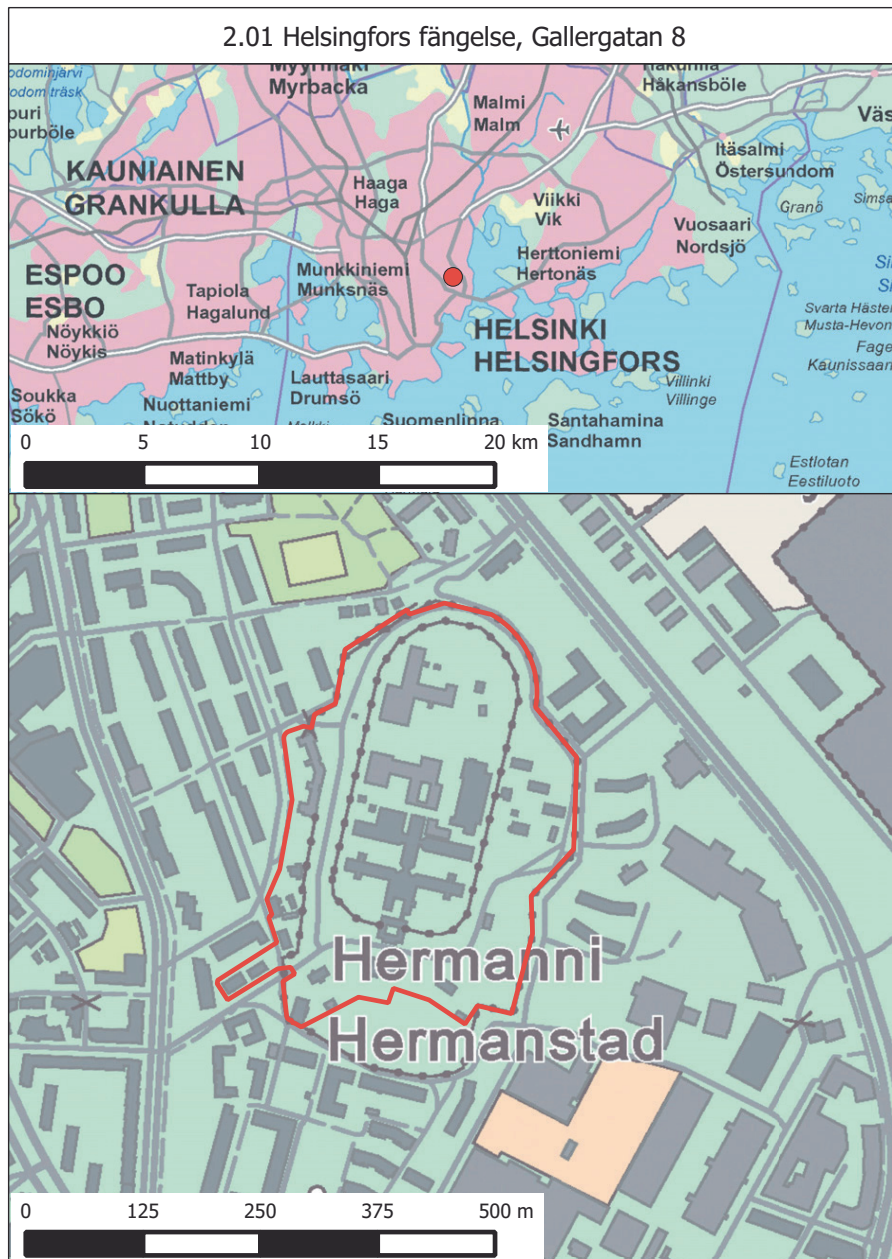 2.01 Helsingfors fängelse, Gallergatan 8
Myrbacka
Håkansböle
Malmi
Malm
Väs
Itäsalmi
Östersundom
KAUNIAINEN
GRANKULLA
Haaga
Haga
Viikki
Vik
Granö
Simsa
Vuosaari
Nordsjö
Herttoniemi
Hertonäs
Munkkiniemi
Munksnäs
ESPOO
ESBO
Tapiola
Hagalund
Nöykkiö
Nöykis
HELSINKI
HELSINGFORS
Matinkylä
Mattby
Lauttasaari
Drumsö
Villinki
Villinge
Svarta Häste
Musta-Hevon
Fage
Kaunissaan
Soukka
Sökö
Nuottaniemi
Suomenlinna
Santahamina
Sandhamn
Estlotan
Eestiluoto
0 5 10 15 20 km
Hermanni
Hermanstad
0 125 250 375 500 m